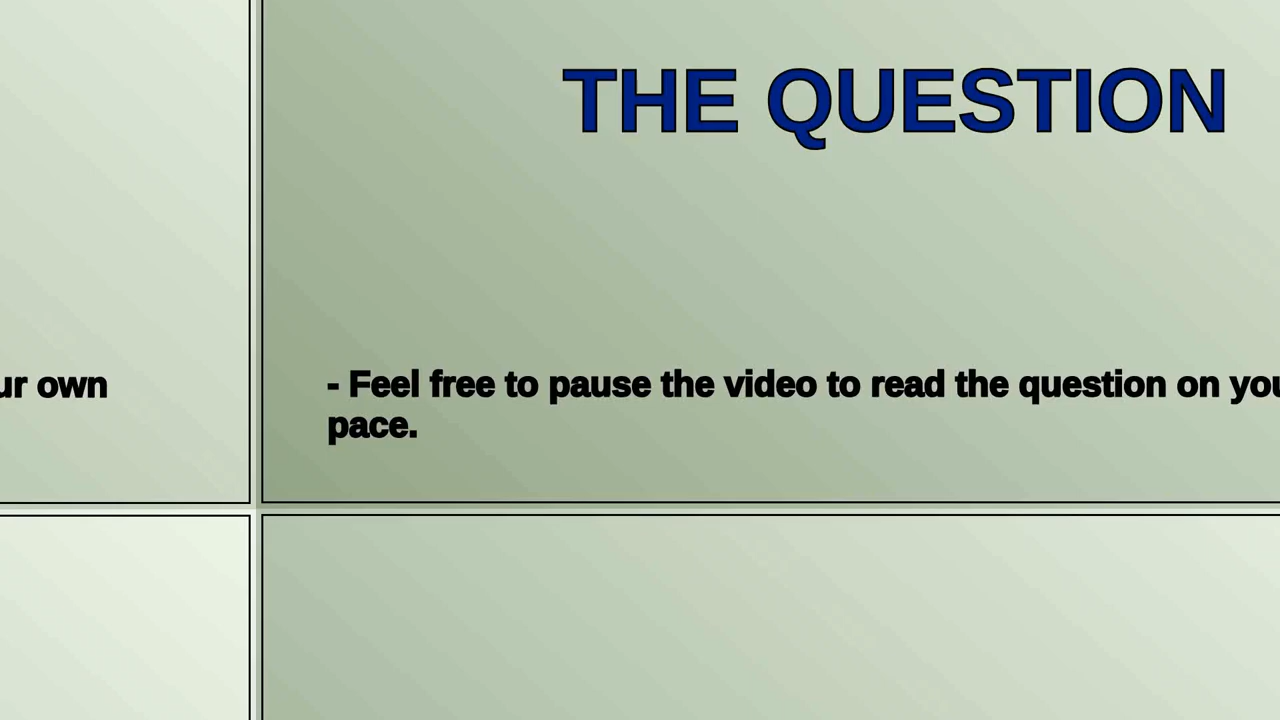 THE QUESTION
ur own
- Feel free to pause the video to read the question on you
pace.